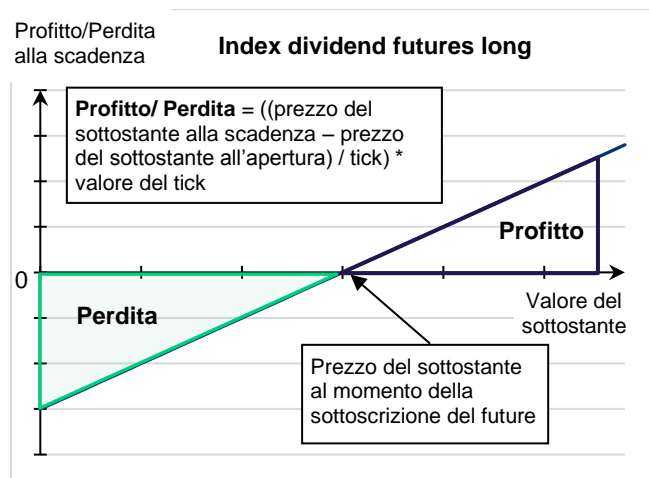 Profitto/Perdita
alla scadenza
Index dividend futures long
Profitto/ Perdita = ((prezzo del
sottostante alla scadenza – prezzo
del sottostante all'apertura) / tick) *
valore del tick
Profitto
0
Valore del
sottostante
Perdita
Prezzo del sottostante
al momento della
sottoscrizione del future